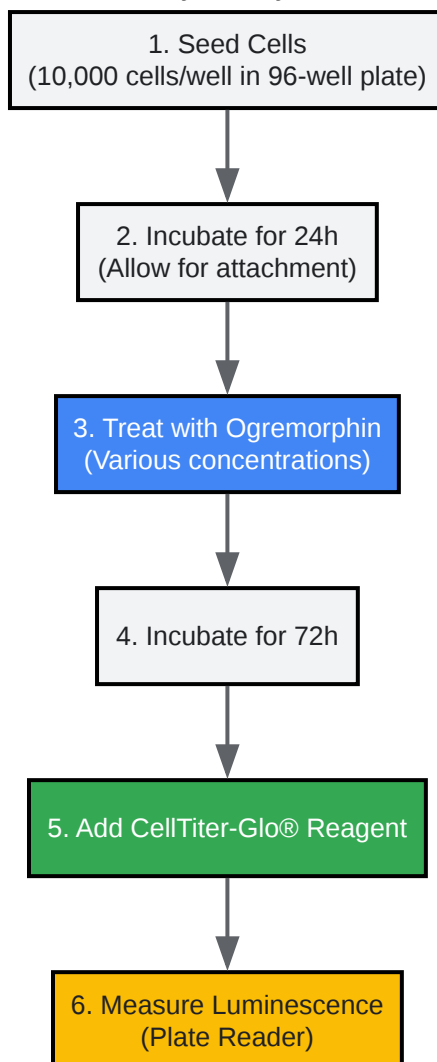 1. Seed Cells
(10,000 cells/well in 96-well plate)
2. Incubate for 24h
(Allow for attachment)
3. Treat with Ogremorphin
(Various concentrations)
4. Incubate for 72h
5. Add CellTiter-Glo® Reagent
6. Measure Luminescence
(Plate Reader)